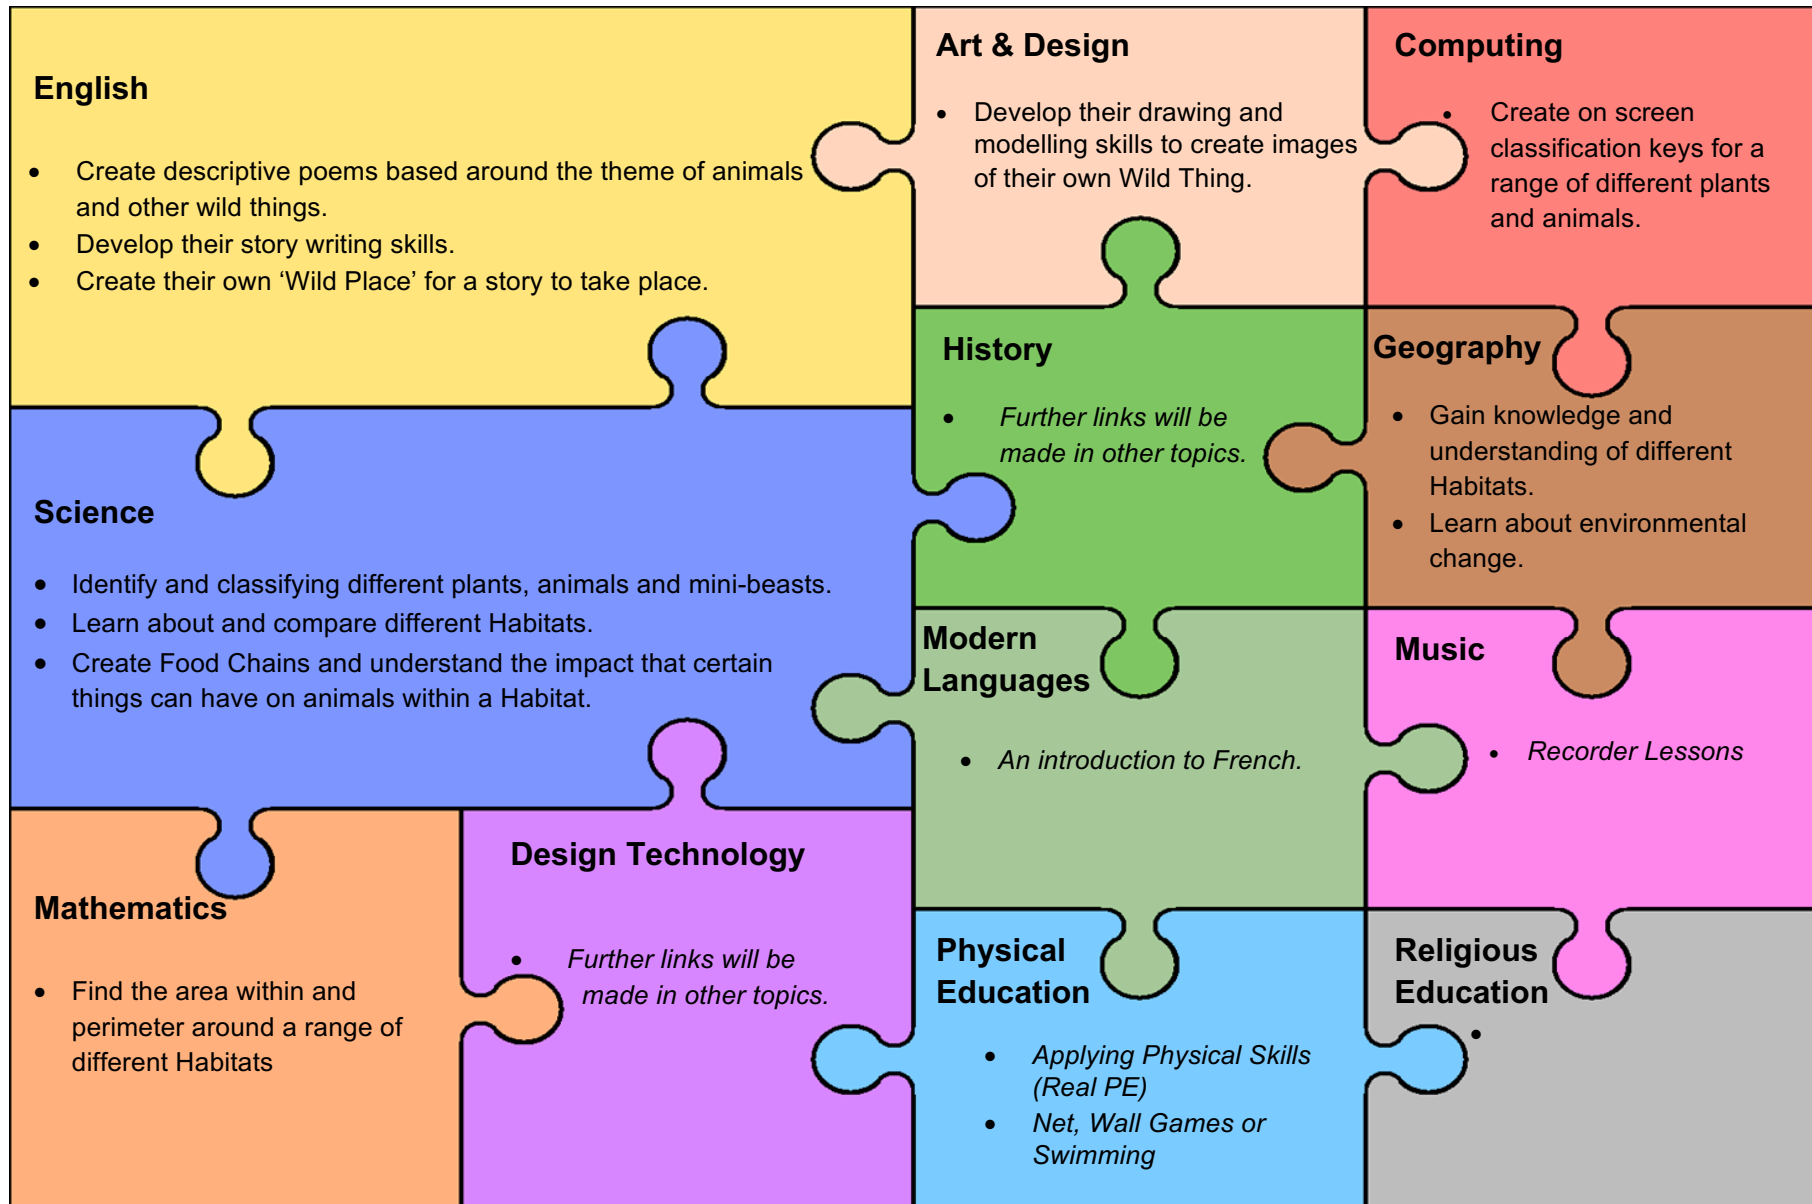 English
• Create descriptive poems based around the theme of animals
and other wild things.
• Develop their story writing skills.
• Create their own ‘Wild Place’ for a story to take place.
Art & Design
• Develop their drawing and
modelling skills to create images
of their own Wild Thing.
Computing
• Create on screen
classification keys for a
range of different plants
and animals.
History
• Further links will be
made in other topics.
Geography
• Gain knowledge and
understanding of different
Habitats.
• Learn about environmental
change.
Science
• Identify and classifying different plants, animals and mini-beasts.
• Learn about and compare different Habitats.
• Create Food Chains and understand the impact that certain
things can have on animals within a Habitat.
Modern
Languages
• An introduction to French.
Music
• Recorder Lessons
Mathematics
• Find the area within and
perimeter around a range of
different Habitats
Design Technology
• Further links will be
made in other topics.
Physical
Education
• Applying Physical Skills
(Real PE)
• Net, Wall Games or
Swimming
Religious
Education
•